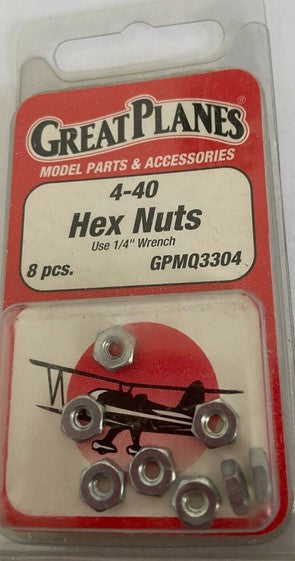 GREAT PLANES®
MODEL PARTS & ACCESSORIES
4-40
Hex Nuts
Use 1/4" Wrench
8 pcs. GPMQ3304